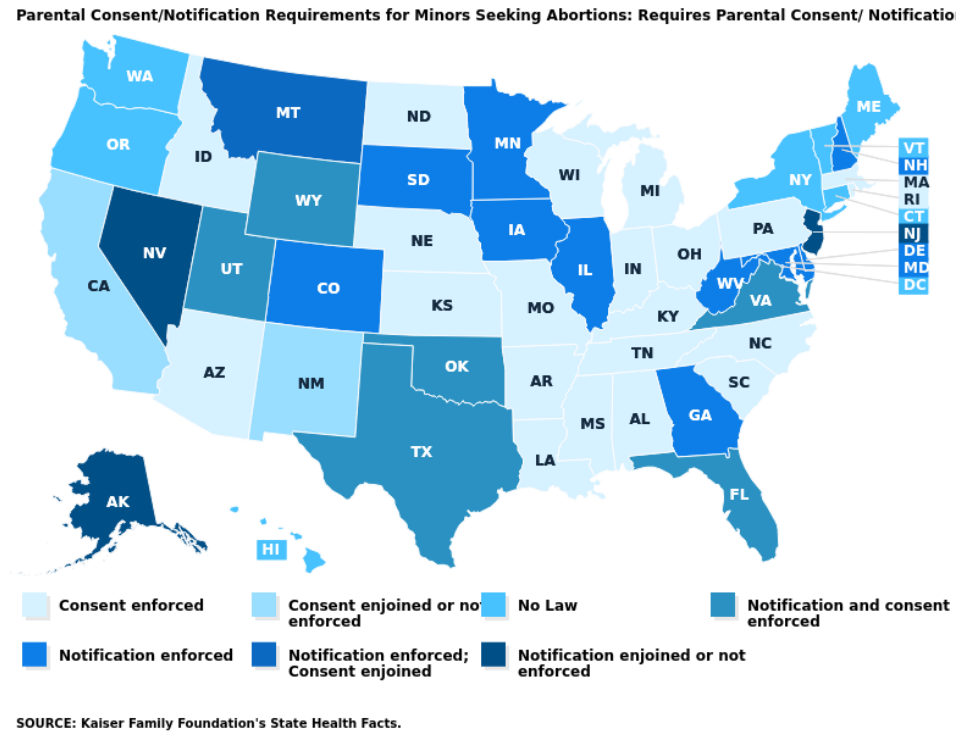 Parental Consent/Notification Requirements for Minors Seeking Abortions: Requires Parental Consent/ Notificatio
WA
MT
ND
MN
ME
OR
ID
SD
WI
MI
NY
VT
NH
MA
RI
CT
NJ
DE
MD
DC
WY
NV
UT
CO
NE
IA
IL
IN
OH
PA
WV
VA
CA
KS
MO
KY
AZ
NM
OK
AR
TN
NC
SC
MS
AL
GA
TX
LA
FL
AK
HI
Consent enforced
Consent enjoined or not
enforced
No Law
Notification and consent
enforced
Notification enforced
Notification enforced;
Consent enjoined
Notification enjoined or not
enforced
SOURCE: Kaiser Family Foundation's State Health Facts.